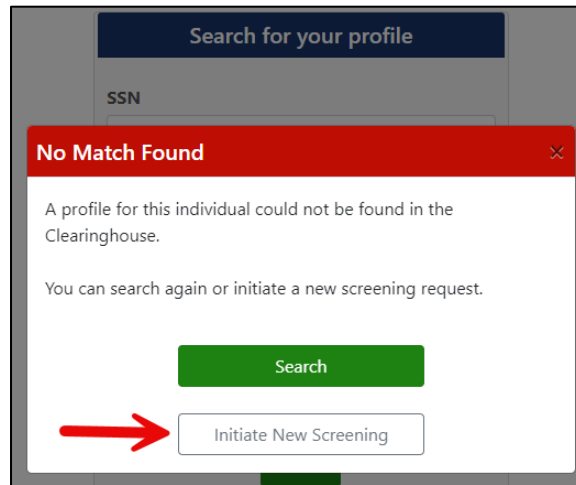 Search for your profile
SSN
No Match Found
×
A profile for this individual could not be found in the
Clearinghouse.
You can search again or initiate a new screening request.
Search
Initiate New Screening